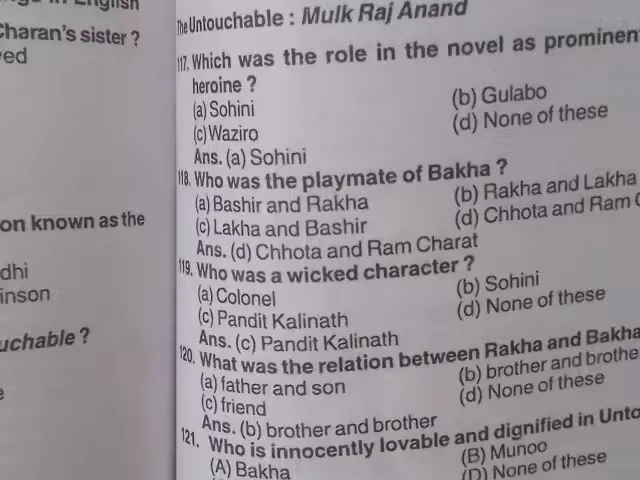 English
Charan's sister ?
ved
on known as the
dhi
inson
uchable ?
The Untouchable : Mulk Raj Anand
117. Which was the role in the novel as prominen
heroine ?
(a) Sohini (b) Gulabo
(c) Waziro (d) None of these
Ans. (a) Sohini
118. Who was the playmate of Bakha ?
(a) Bashir and Rakha (b) Rakha and Lakha
(c) Lakha and Bashir (d) Chhota and Ram C
Ans. (d) Chhota and Ram Charat
119. Who was a wicked character ?
(a) Colonel (b) Sohini
(c) Pandit Kalinath (d) None of these
Ans. (c) Pandit Kalinath
120. What was the relation between Rakha and Bakha
(a) father and son (b) brother and brothe
(c) friend (d) None of these
Ans. (b) brother and brother
121. Who is innocently lovable and dignified in Unto
(A) Bakha (B) Munoo
(D) None of these